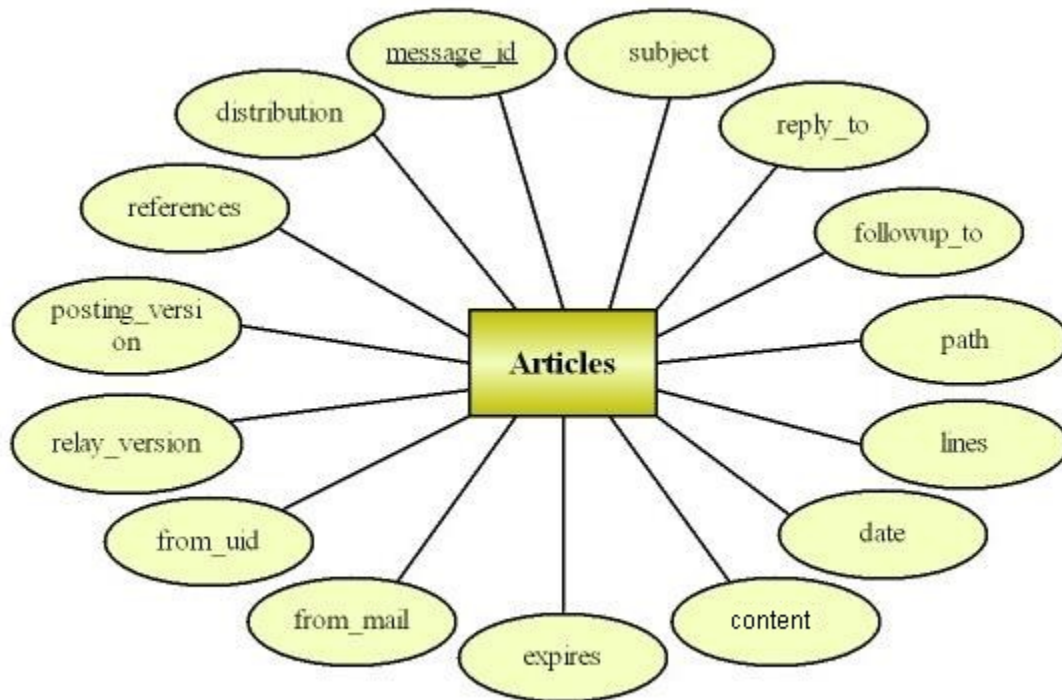 message_id
subject
distribution
reply_to
references
followup_to
posting_versi
on
path
Articles
relay_version
lines
from_uid
date
from_mail
content
expires